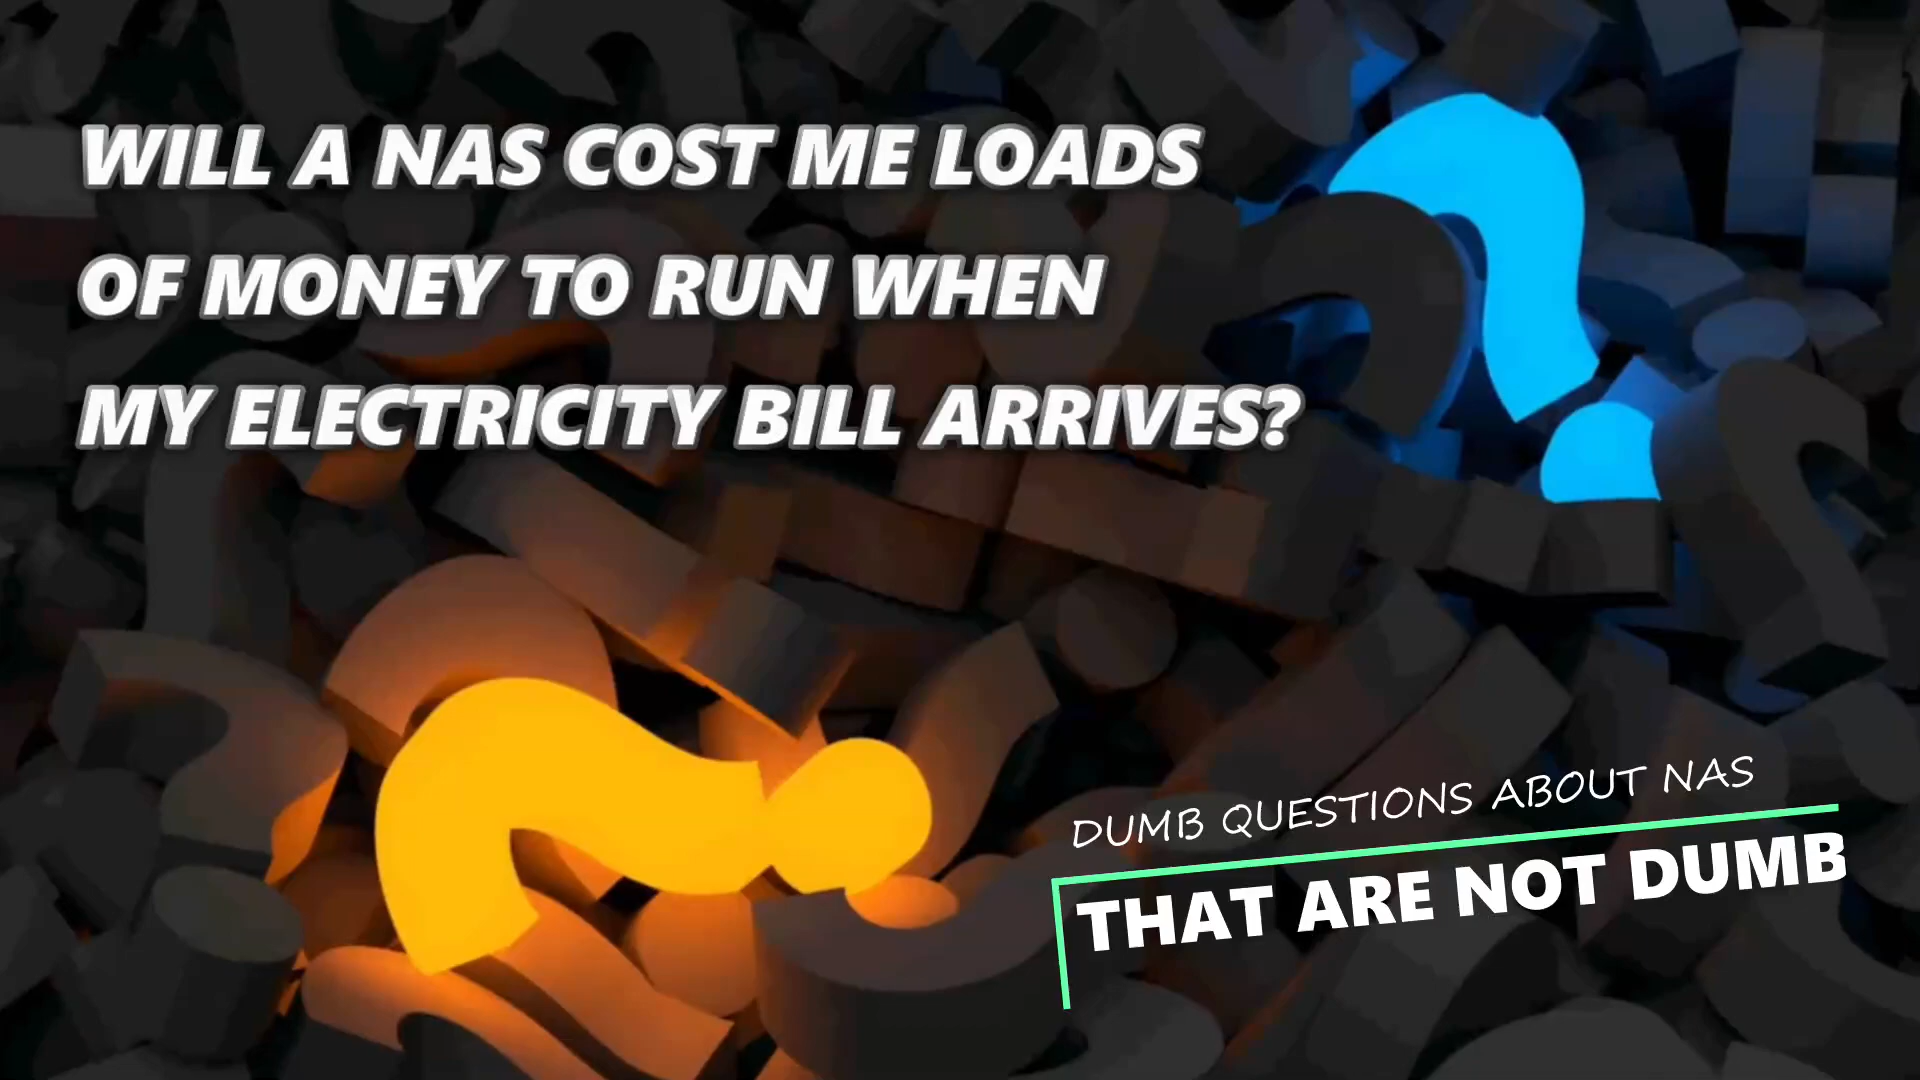 WILL A NAS COST ME LOADS
OF MONEY TO RUN WHEN
MY ELECTRICITY BILL ARRIVES?
DUMB QUESTIONS ABOUT NAS
THAT ARE NOT DUMB